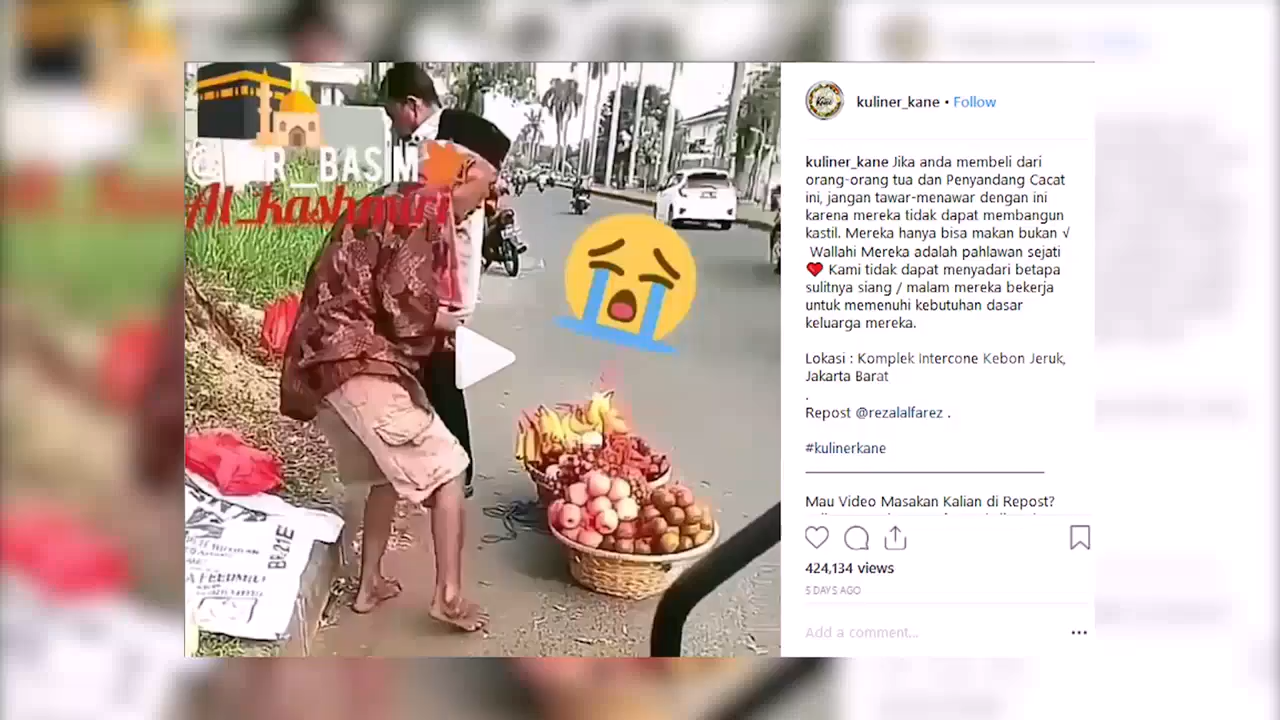 @MR_BASIM
Al_kashmiri
BB21E
A FEEDMILL
kuliner_kane • Follow
kuliner_kane Jika anda membeli dari
orang-orang tua dan Penyandang Cacat
ini, jangan tawar-menawar dengan ini
karena mereka tidak dapat membangun
kastil. Mereka hanya bisa makan bukan √
Wallahi Mereka adalah pahlawan sejati
❤ Kami tidak dapat menyadari betapa
sulitnya siang / malam mereka bekerja
untuk memenuhi kebutuhan dasar
keluarga mereka.
Lokasi : Komplek Intercone Kebon Jeruk,
Jakarta Barat
.
Repost @rezalalfarez .
#kulinerkane
Mau Video Masakan Kalian di Repost?
424,134 views
5 DAYS AGO
Add a comment...